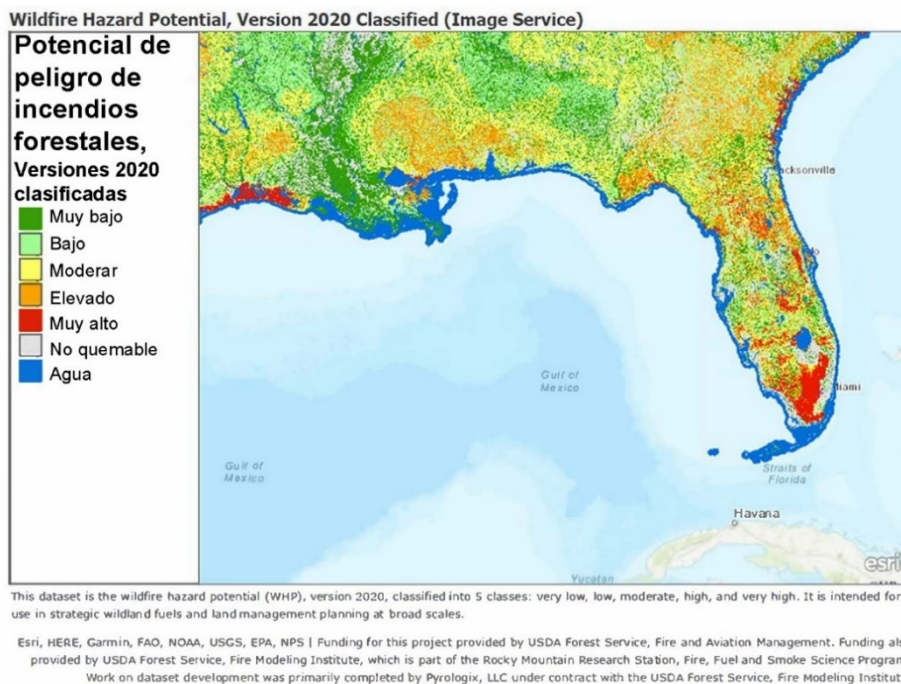 Wildfire Hazard Potential, Version 2020 Classified (Image Service)
Potencial de
peligro de
incendios
forestales,
Versiones 2020
clasificadas
Muy bajo
Bajo
Moderar
Elevado
Muy alto
No quemable
Agua
cksonville
Gulf of
Mexico
iami
Gulf of
Mexico
Straits of
Florida
Havana
Yucatan
esri
This dataset is the wildfire hazard potential (WHP), version 2020, classified into 5 classes: very low, low, moderate, high, and very high. It is intended for
use in strategic wildland fuels and land management planning at broad scales.
Esri, HERE, Garmin, FAO, NOAA, USGS, EPA, NPS | Funding for this project provided by USDA Forest Service, Fire and Aviation Management. Funding als
provided by USDA Forest Service, Fire Modeling Institute, which is part of the Rocky Mountain Research Station, Fire, Fuel and Smoke Science Program
Work on dataset development was primarily completed by Pyrologix, LLC under contract with the USDA Forest Service, Fire Modeling Institut